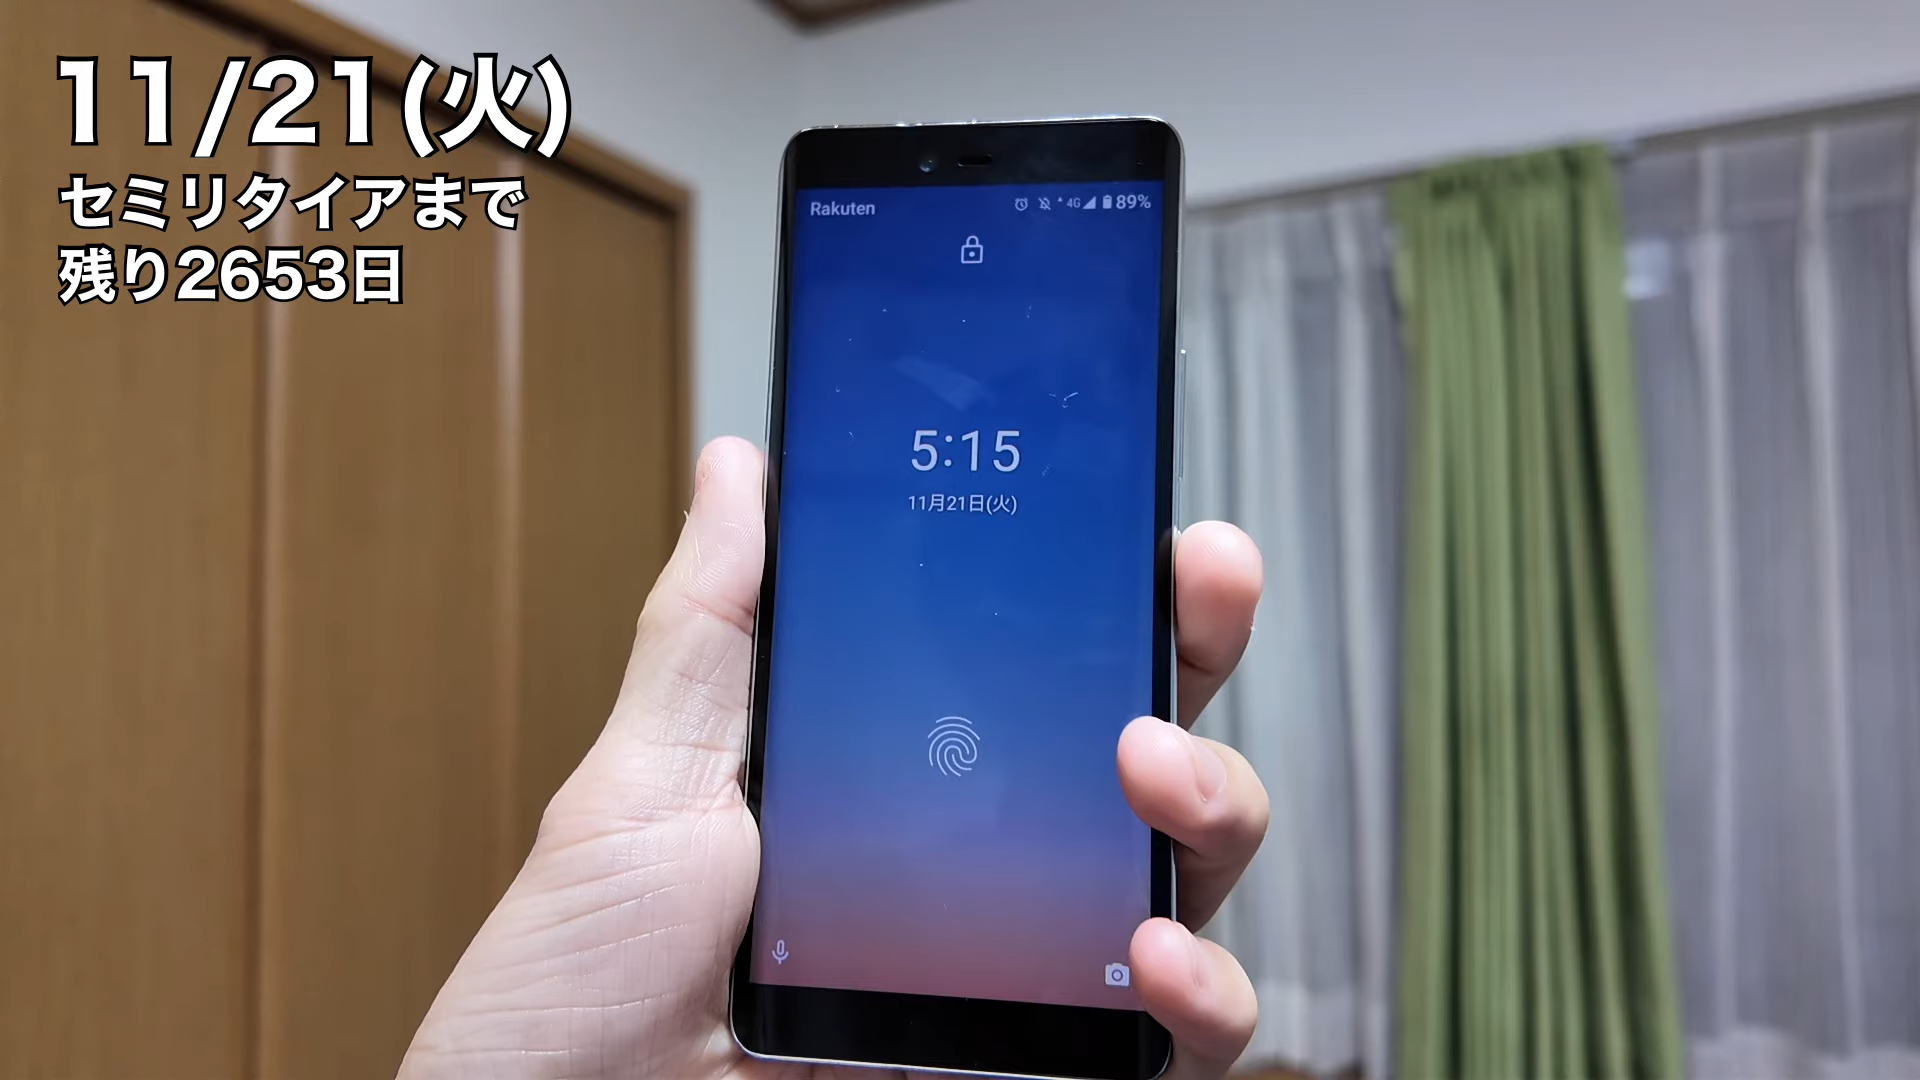 11/21(火)
セミリタイアまで
残り2653日
Rakuten
4G 89%
5:15
11月21日(火)